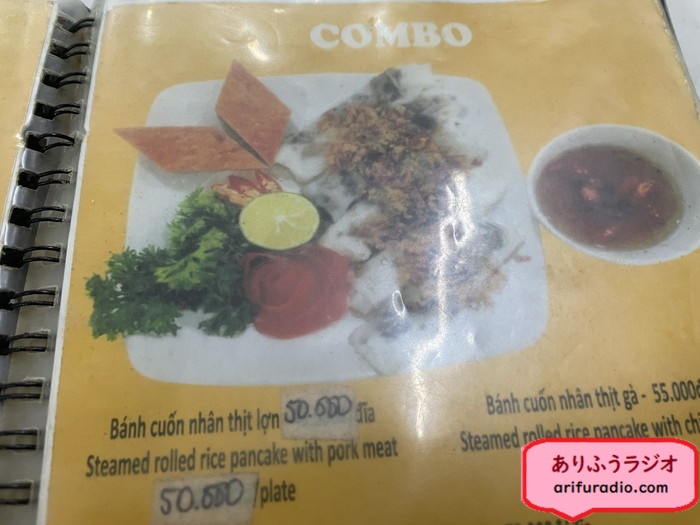 COMBO
Bánh cuốn nhân thịt lợn 50.000 đĩa
Steamed rolled rice pancake with pork meat
50.000 /plate
Bánh cuốn nhân thịt gà - 55.000đ
Steamed rolled rice pancake with
ありふうラジオ
arifuradio.com